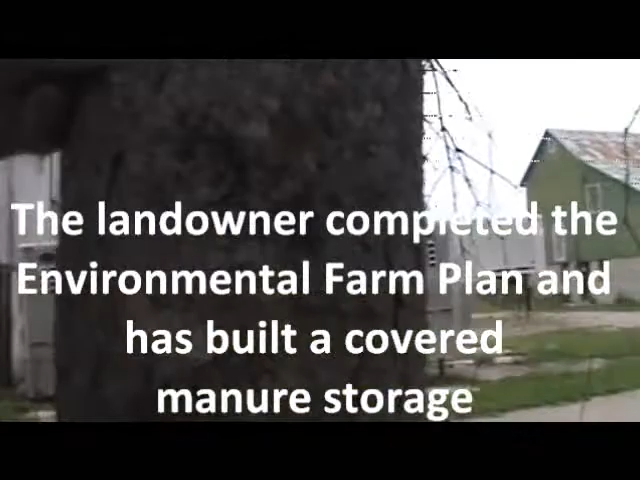 The landowner completed the
Environmental Farm Plan and
has built a covered
manure storage